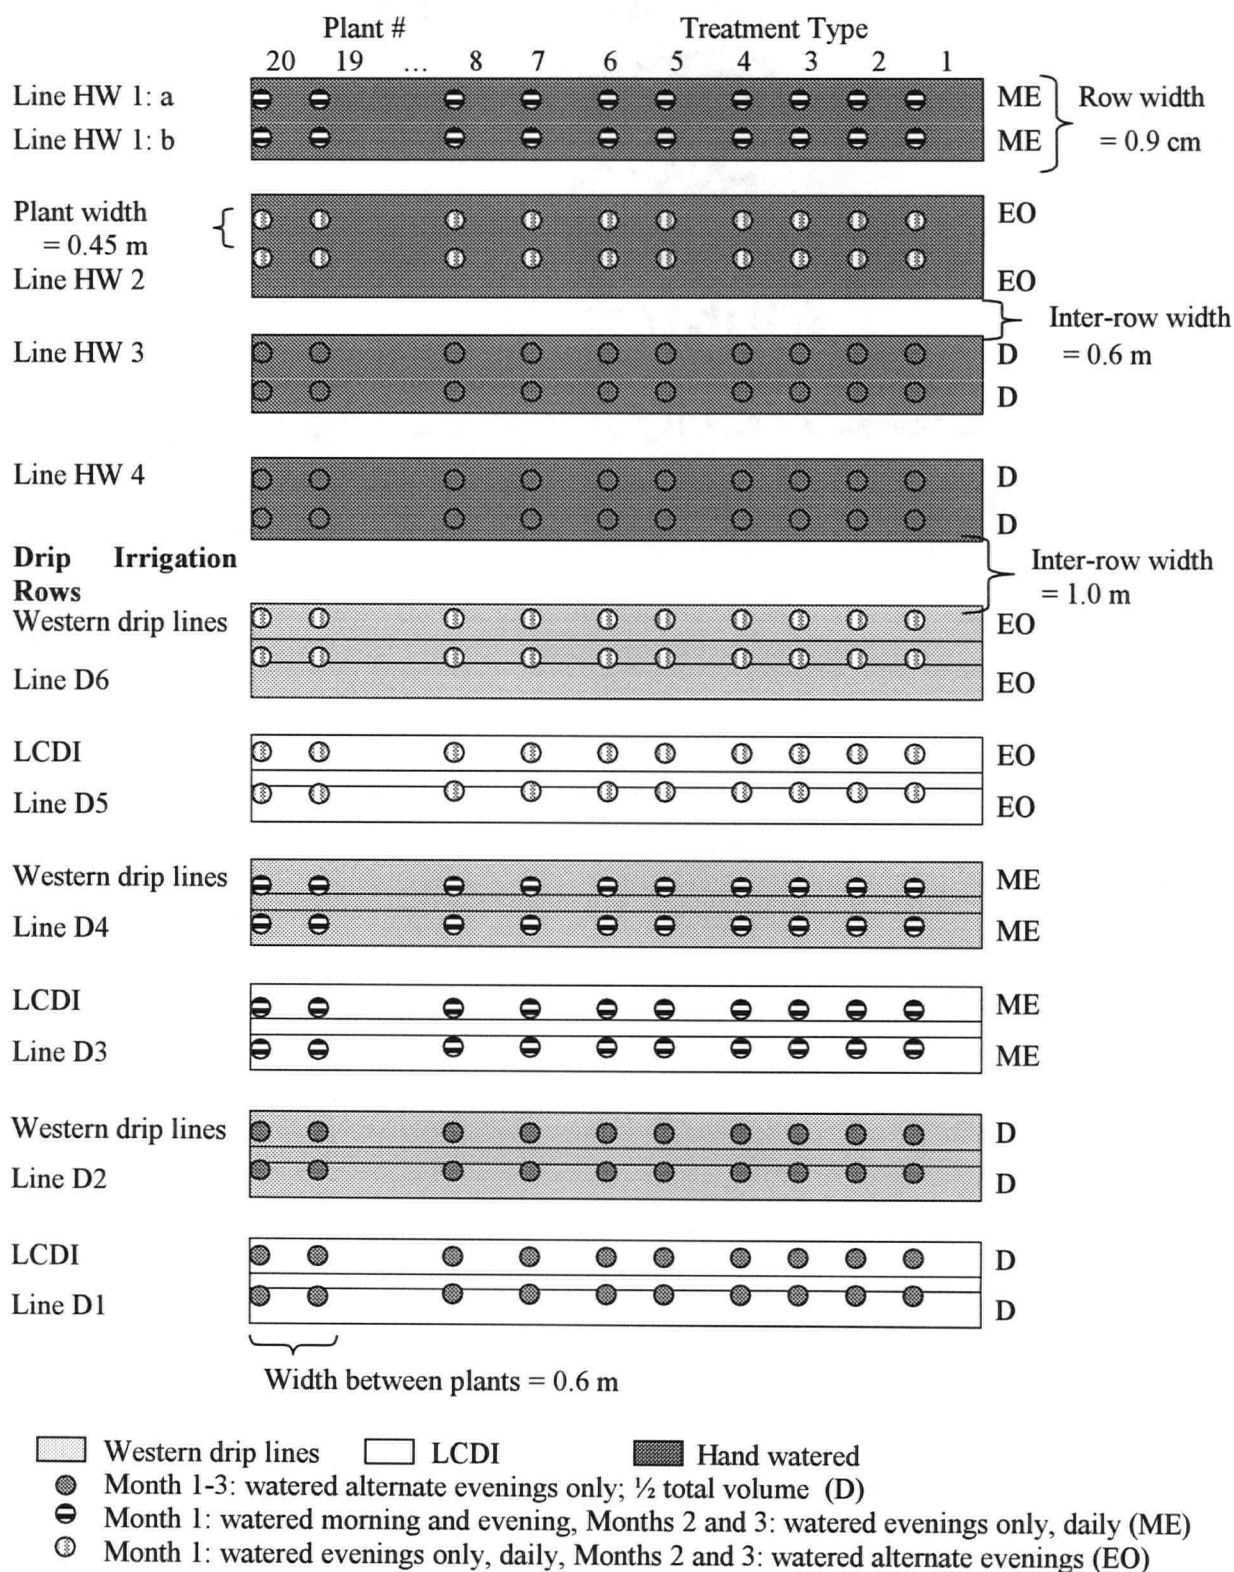 Plant # Treatment Type
20 19 ... 8 7 6 5 4 3 2 1
Line HW 1: a ME Row width
Line HW 1: b ME = 0.9 cm
Plant width EO
= 0.45 m
Line HW 2 EO
Inter-row width
Line HW 3 D = 0.6 m
D
Line HW 4 D
D
Drip Irrigation Inter-row width
Rows = 1.0 m
Western drip lines EO
Line D6 EO
LCDI EO
Line D5 EO
Western drip lines ME
Line D4 ME
LCDI ME
Line D3 ME
Western drip lines D
Line D2 D
LCDI D
Line D1 D
Width between plants = 0.6 m
Western drip lines LCDI Hand watered
Month 1-3: watered alternate evenings only; ½ total volume (D)
Month 1: watered morning and evening, Months 2 and 3: watered evenings only, daily (ME)
Month 1: watered evenings only, daily, Months 2 and 3: watered alternate evenings (EO)